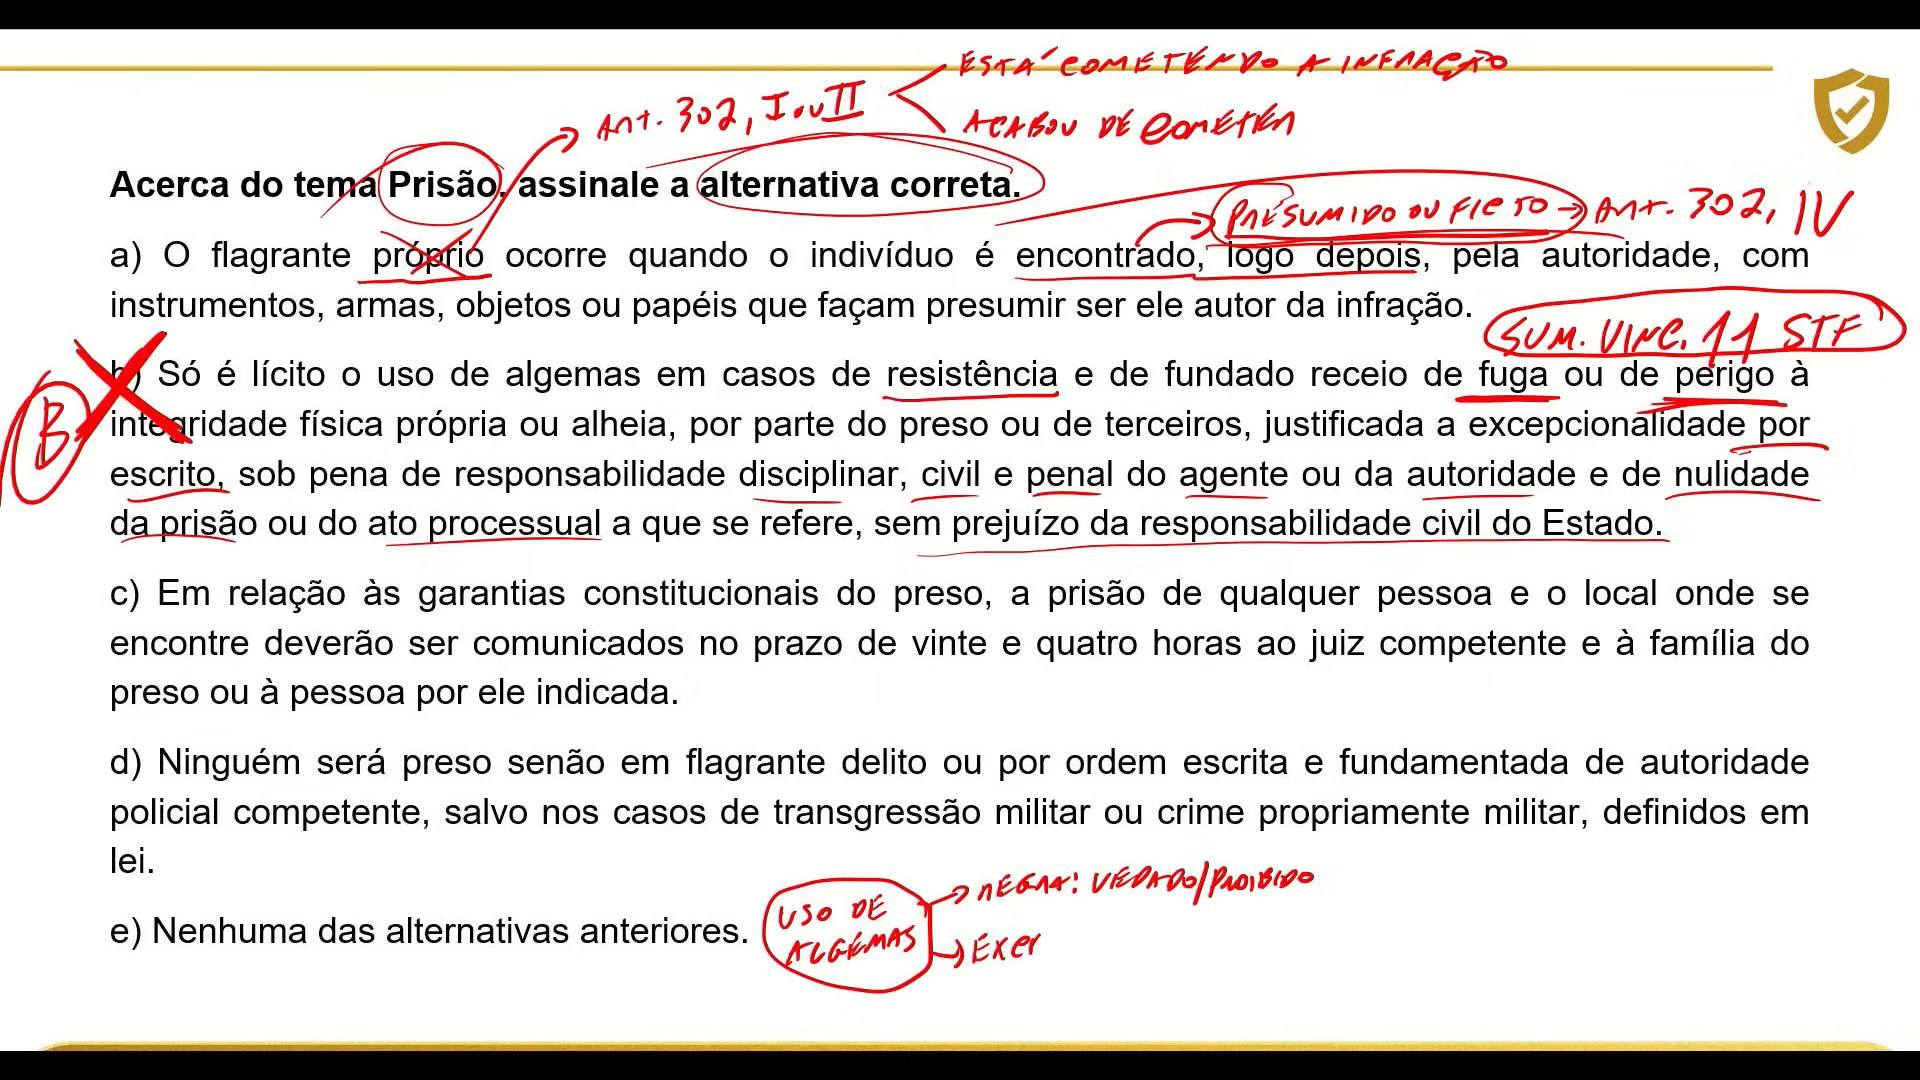 ESTÁ COMETENDO A INFRAÇÃO
Art. 302, I ou II
ACABOU DE COMETER
Acerca do tema Prisão, assinale a alternativa correta.
PRESUMIDO OU FICTO → Art. 302, IV
a) O flagrante próprio ocorre quando o indivíduo é encontrado, logo depois, pela autoridade, com
instrumentos, armas, objetos ou papéis que façam presumir ser ele autor da infração.
SUM. VINC. 11 STF
b) Só é lícito o uso de algemas em casos de resistência e de fundado receio de fuga ou de perigo à
B
integridade física própria ou alheia, por parte do preso ou de terceiros, justificada a excepcionalidade por
escrito, sob pena de responsabilidade disciplinar, civil e penal do agente ou da autoridade e de nulidade
da prisão ou do ato processual a que se refere, sem prejuízo da responsabilidade civil do Estado.
c) Em relação às garantias constitucionais do preso, a prisão de qualquer pessoa e o local onde se
encontre deverão ser comunicados no prazo de vinte e quatro horas ao juiz competente e à família do
preso ou à pessoa por ele indicada.
d) Ninguém será preso senão em flagrante delito ou por ordem escrita e fundamentada de autoridade
policial competente, salvo nos casos de transgressão militar ou crime propriamente militar, definidos em
lei.
e) Nenhuma das alternativas anteriores.
USO DE
ALGEMAS
→ REGRA: VEDADO/PROIBIDO
→ EXCE